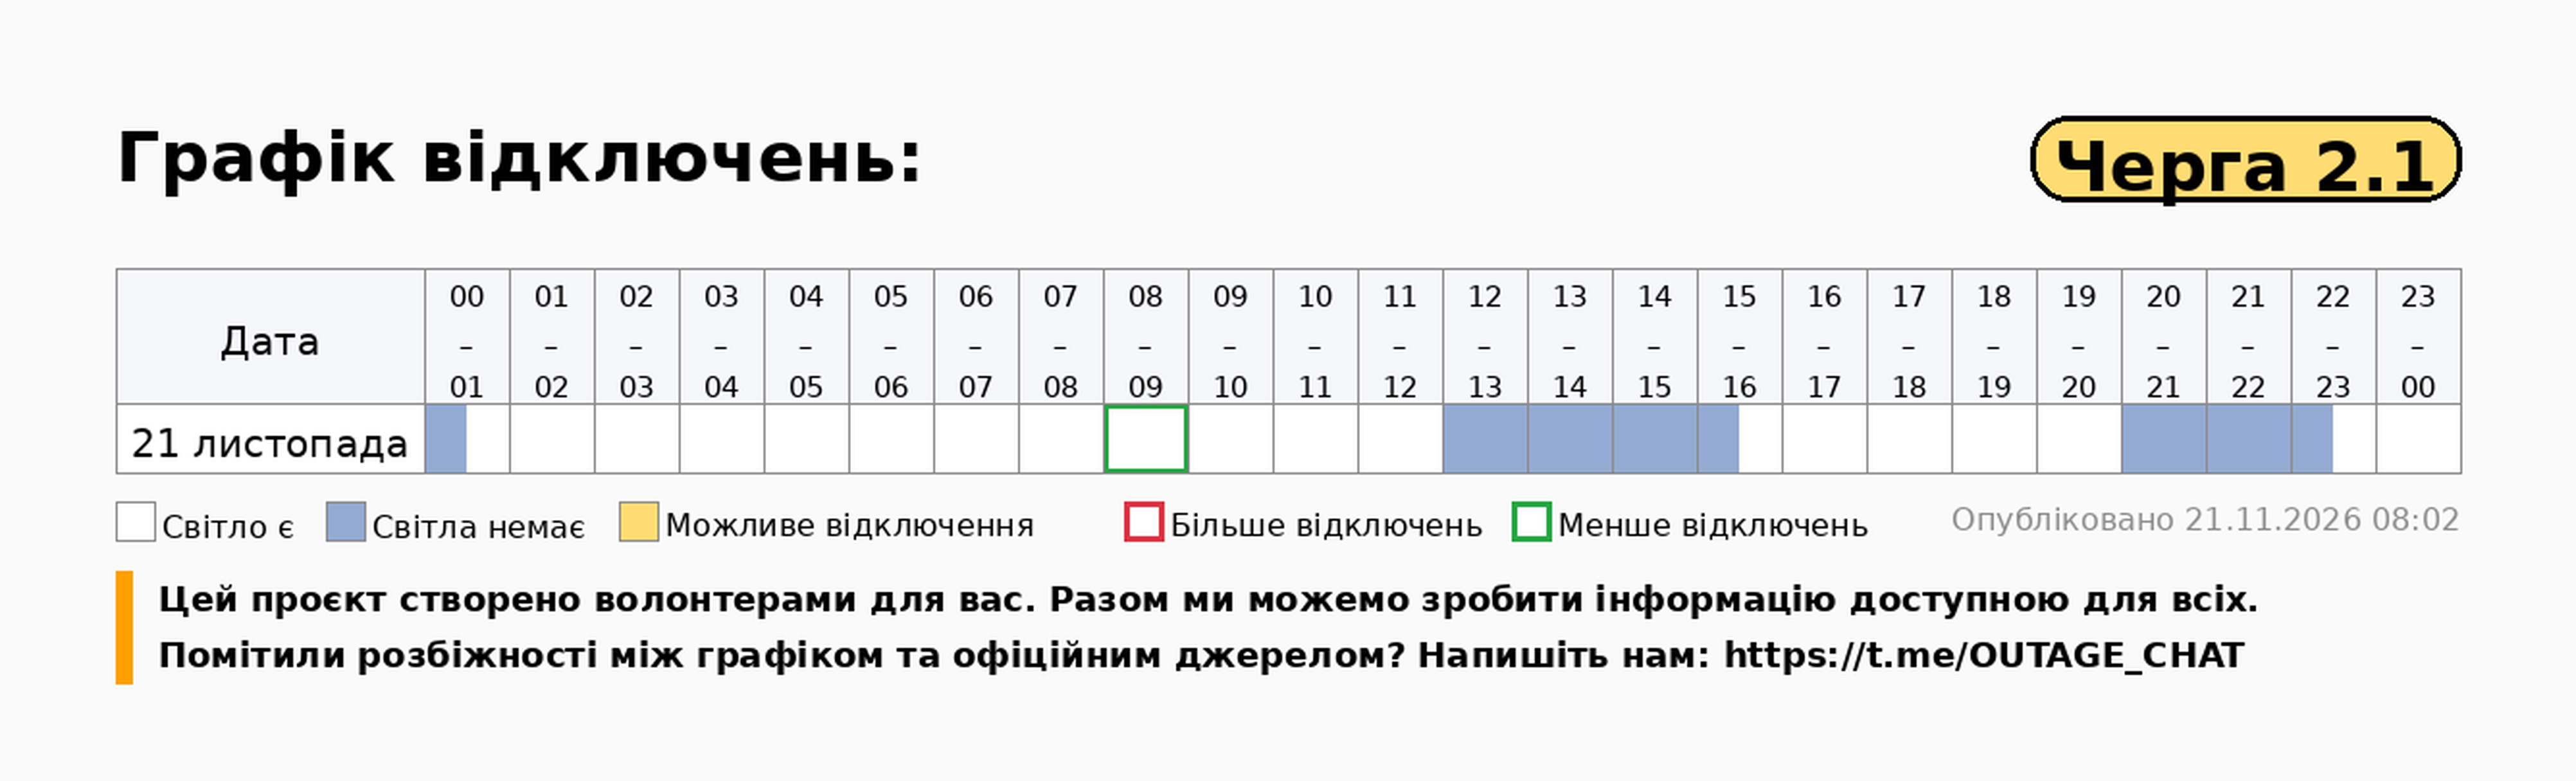 Графік відключень:
Черга 2.1
Дата 00 – 01 01 – 02 02 – 03 03 – 04 04 – 05 05 – 06 06 – 07 07 – 08 08 – 09 09 – 10 10 – 11 11 – 12 12 – 13 13 – 14 14 – 15 15 – 16 16 – 17 17 – 18 18 – 19 19 – 20 20 – 21 21 – 22 22 – 23 23 – 00
21 листопада
Світло є Світла немає Можливе відключення Більше відключень Менше відключень Опубліковано 21.11.2026 08:02
Цей проєкт створено волонтерами для вас. Разом ми можемо зробити інформацію доступною для всіх.
Помітили розбіжності між графіком та офіційним джерелом? Напишіть нам: https://t.me/OUTAGE_CHAT